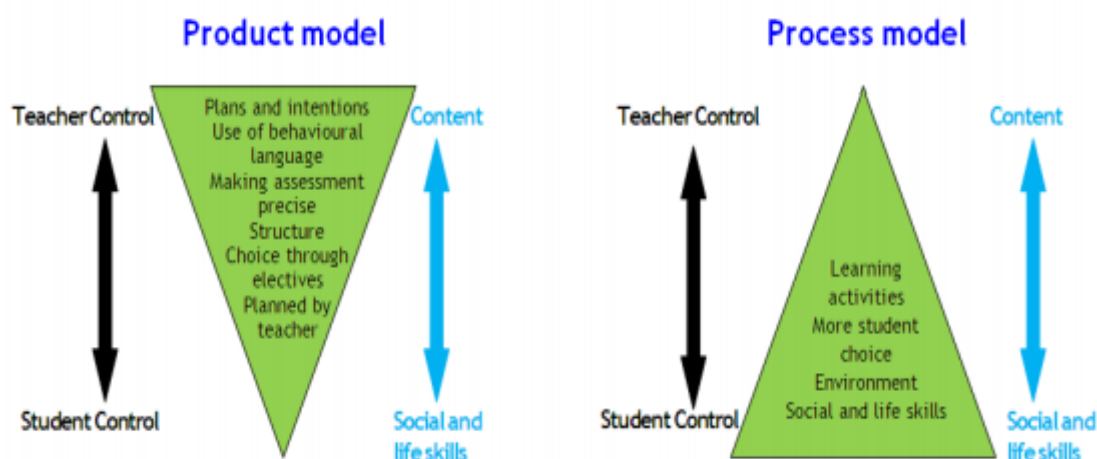 Product model
Teacher Control
Content
Plans and intentions
Use of behavioural
language
Making assessment
precise
Structure
Choice through
electives
Planned by
teacher
Student Control
Social and
life skills
Process model
Teacher Control
Content
Learning
activities
More student
choice
Environment
Social and life skills
Student Control
Social and
life skills